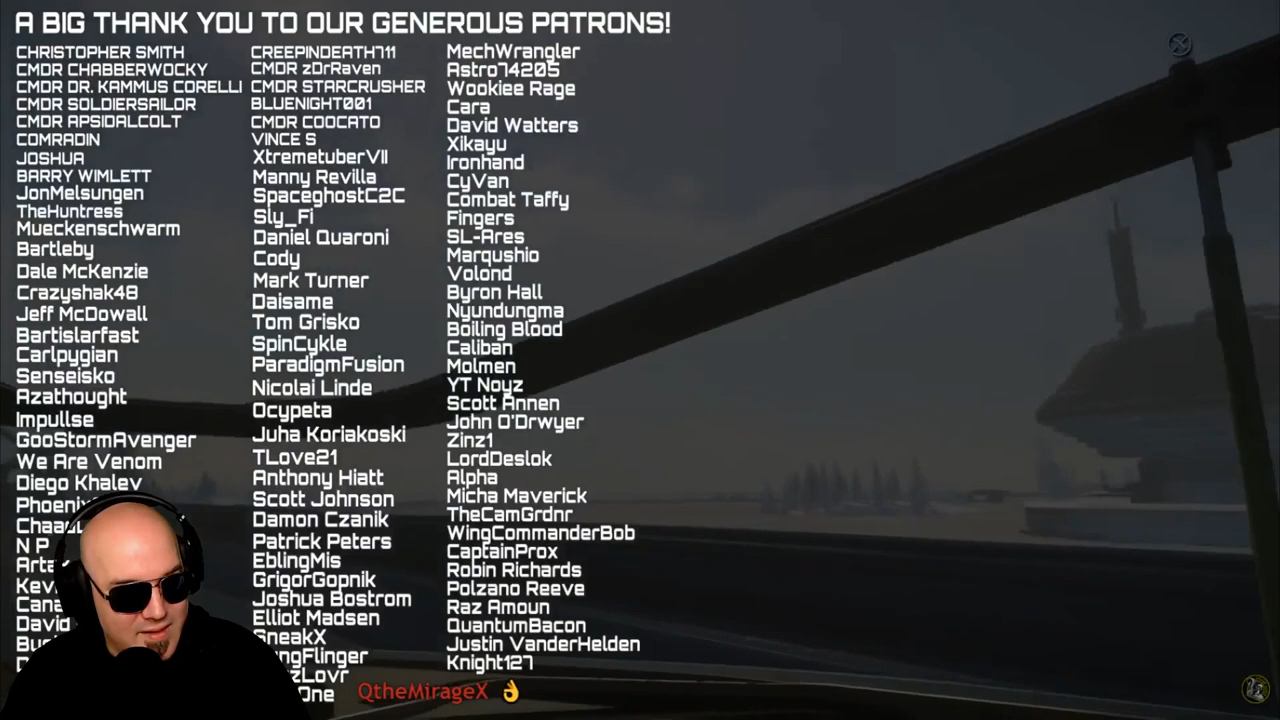 A BIG THANK YOU TO OUR GENEROUS PATRONS!
CHRISTOPHER SMITH
CMDR CHABBERWOCKY
CMDR DR. KAMMUS CORELLI
CMDR SOLDIERSAILOR
CMDR APSIDALCOLT
COMRADIN
JOSHUA
BARRY WIMLETT
JonMelsungen
TheHuntress
Mueckenschwarm
Bartleby
Dale McKenzie
Crazyshak48
Jeff McDowall
Bartislarfast
Carlpygian
Senseisko
Azathought
Impullse
GooStormAvenger
We Are Venom
Diego Khalev
N P
David
CREEPINDEATH711
CMDR zDrRaven
CMDR STARCRUSHER
BLUENIGHT001
CMDR COOCATO
VINCE S
XtremetuberVII
Manny Revilla
SpaceghostC2C
Sly_Fi
Daniel Quaroni
Cody
Mark Turner
Daisame
Tom Grisko
SpinCykle
ParadigmFusion
Nicolai Linde
Ocypeta
Juha Koriakoski
TLove21
Anthony Hiatt
Scott Johnson
Damon Czanik
Patrick Peters
EblingMis
GrigorGopnik
Joshua Bostrom
Elliot Madsen
SneakX
MechWrangler
Astro74205
Wookiee Rage
Cara
David Watters
Xikayu
Ironhand
CyVan
Combat Taffy
Fingers
SL-Ares
Marqushio
Volond
Byron Hall
Nyundungma
Boiling Blood
Caliban
Molmen
YT Noyz
Scott Annen
John O'Drwyer
Zinz1
LordDeslok
Alpha
Micha Maverick
TheCamGrdnr
WingCommanderBob
CaptainProx
Robin Richards
Polzano Reeve
Raz Amoun
QuantumBacon
Justin VanderHelden
Knight127
QtheMirageX 👌